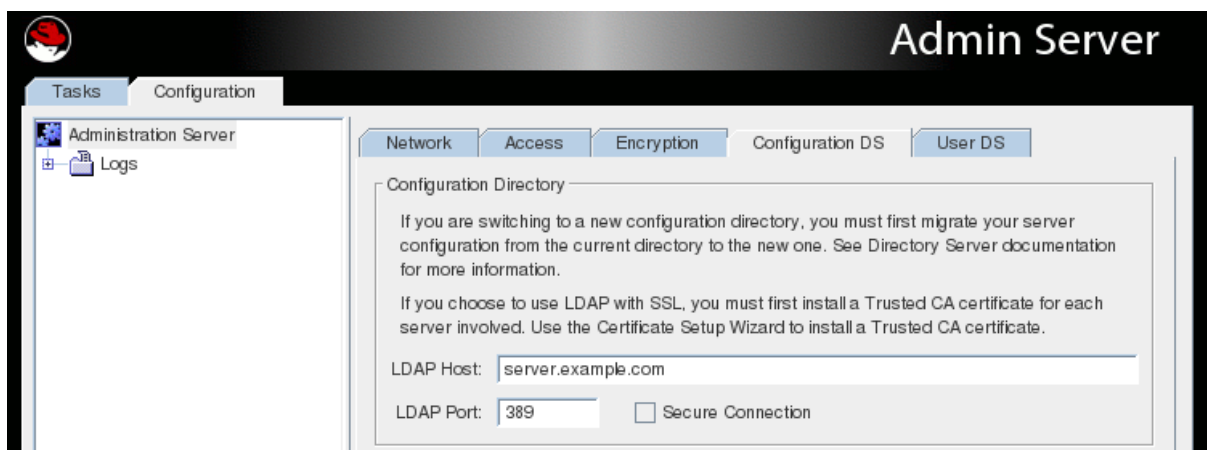 Admin Server
Tasks
Configuration
Administration Server
Logs
Network
Access
Encryption
Configuration DS
User DS
Configuration Directory
If you are switching to a new configuration directory, you must first migrate your server
configuration from the current directory to the new one. See Directory Server documentation
for more information.
If you choose to use LDAP with SSL, you must first install a Trusted CA certificate for each
server involved. Use the Certificate Setup Wizard to install a Trusted CA certificate.
LDAP Host: server.example.com
LDAP Port: 389 Secure Connection